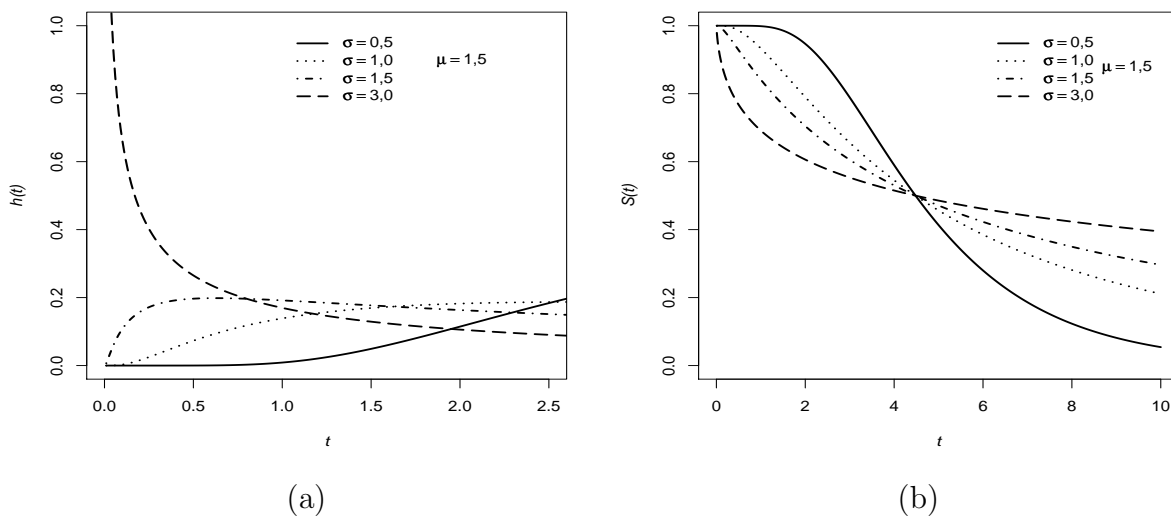 σ = 0,5
σ = 1,0
σ = 1,5
σ = 3,0
μ = 1,5
h(t)
0.0
0.2
0.4
0.6
0.8
1.0
0.0 0.5 1.0 1.5 2.0 2.5
t
(a)
σ = 0,5
σ = 1,0
σ = 1,5
σ = 3,0
μ = 1,5
S(t)
0.0
0.2
0.4
0.6
0.8
1.0
0 2 4 6 8 10
t
(b)